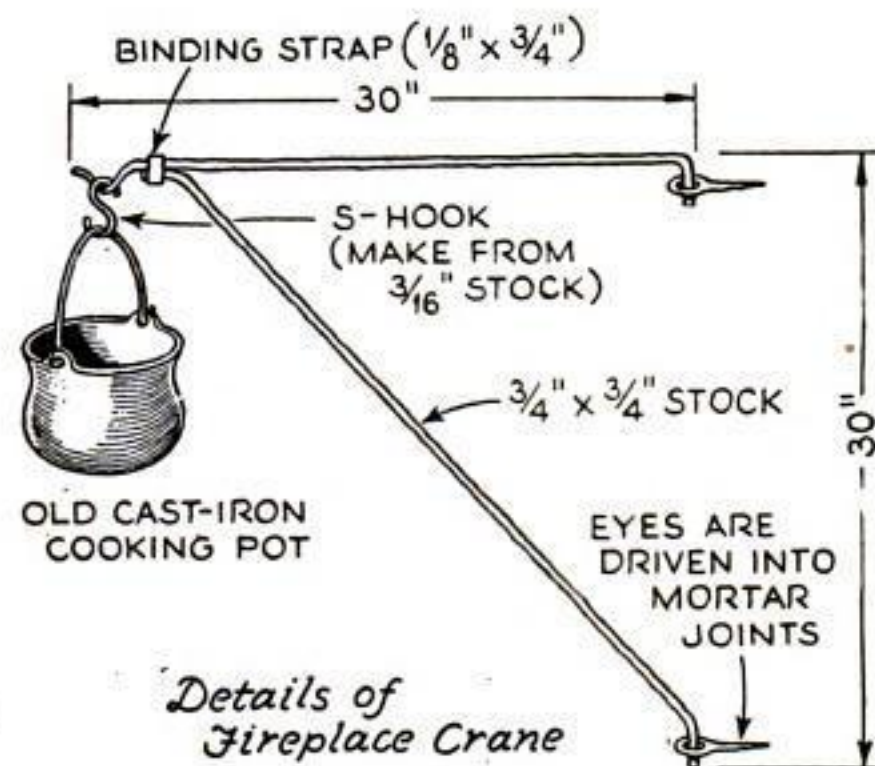 BINDING STRAP (1/8" x 3/4")
30"
S-HOOK
(MAKE FROM
3/16" STOCK)
3/4" x 3/4" STOCK
30"
OLD CAST-IRON
COOKING POT
EYES ARE
DRIVEN INTO
MORTAR
JOINTS
Details of
Fireplace Crane